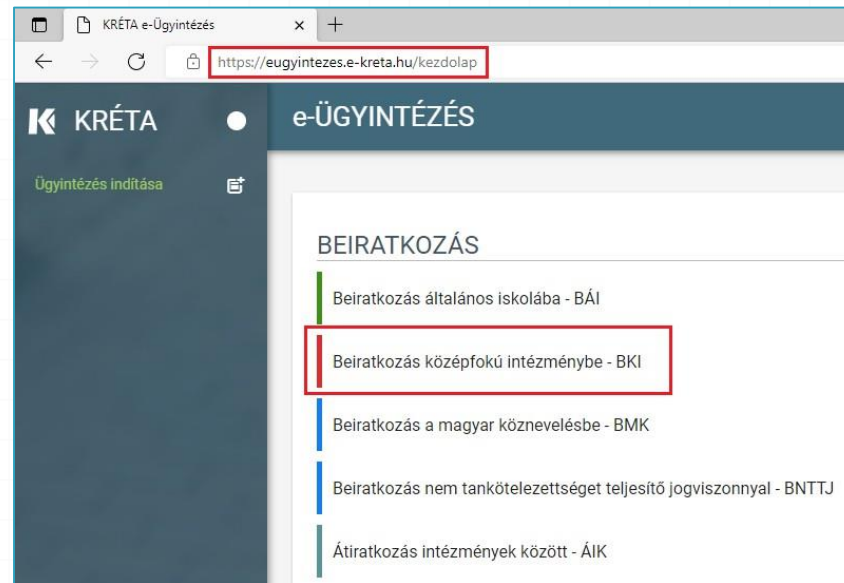 KRÉTA e-Ügyintézés
https://eugyintezes.e-kreta.hu/kezdolap
KRÉTA
e-ÜGYINTÉZÉS
Ügyintézés indítása
BEIRATKOZÁS
Beiratkozás általános iskolába - BÁI
Beiratkozás középfokú intézménybe - BKI
Beiratkozás a magyar köznevelésbe - BMK
Beiratkozás nem tankötelezettséget teljesítő jogviszonnyal - BNTTJ
Átiratkozás intézmények között - ÁIK